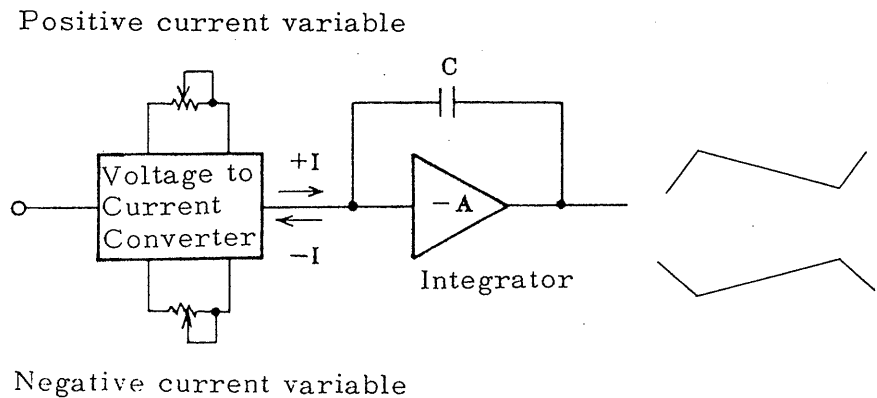 Positive current variable
C
Voltage to
Current
Converter
+I
−I
−A
Integrator
Negative current variable